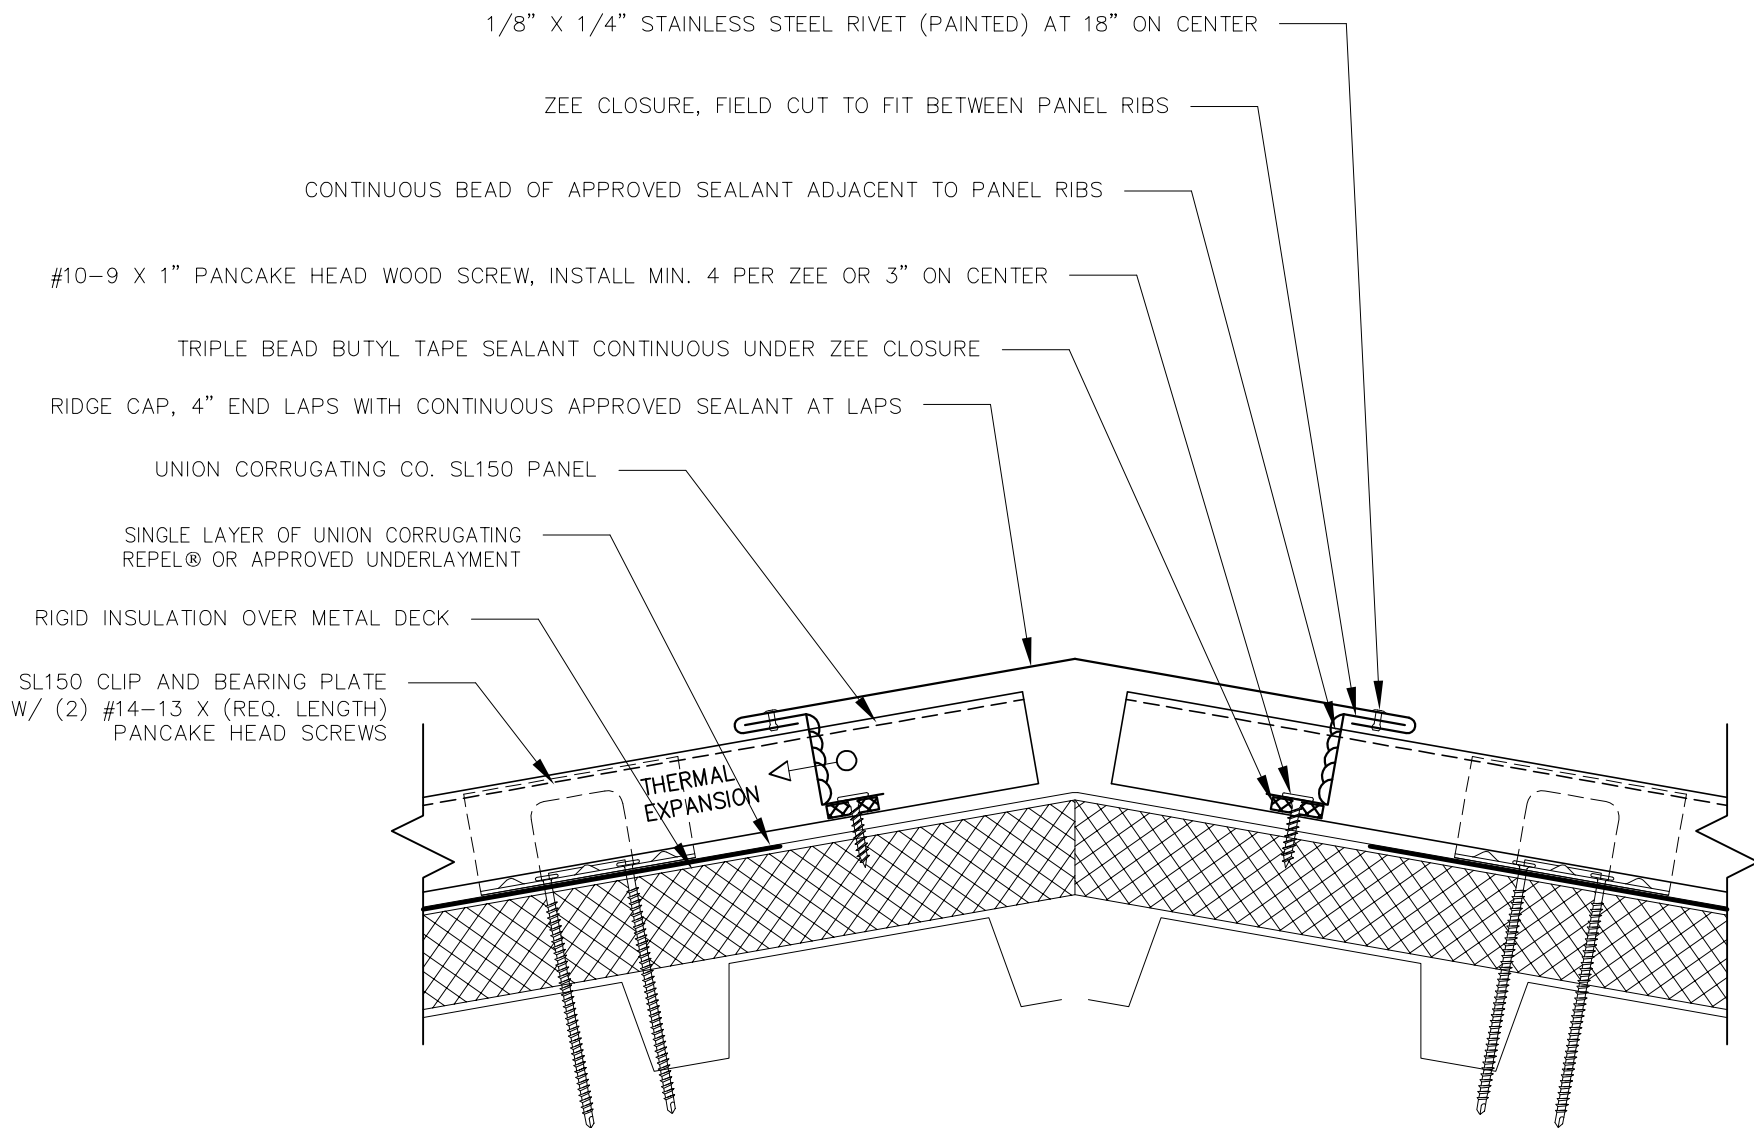 1/8” X 1/4” STAINLESS STEEL RIVET (PAINTED) AT 18” ON CENTER
ZEE CLOSURE, FIELD CUT TO FIT BETWEEN PANEL RIBS
CONTINUOUS BEAD OF APPROVED SEALANT ADJACENT TO PANEL RIBS
#10-9 X 1” PANCAKE HEAD WOOD SCREW, INSTALL MIN. 4 PER ZEE OR 3” ON CENTER
TRIPLE BEAD BUTYL TAPE SEALANT CONTINUOUS UNDER ZEE CLOSURE
RIDGE CAP, 4” END LAPS WITH CONTINUOUS APPROVED SEALANT AT LAPS
UNION CORRUGATING CO. SL150 PANEL
SINGLE LAYER OF UNION CORRUGATING
REPEL® OR APPROVED UNDERLAYMENT
RIGID INSULATION OVER METAL DECK
SL150 CLIP AND BEARING PLATE
W/ (2) #14-13 X (REQ. LENGTH)
PANCAKE HEAD SCREWS
THERMAL
EXPANSION